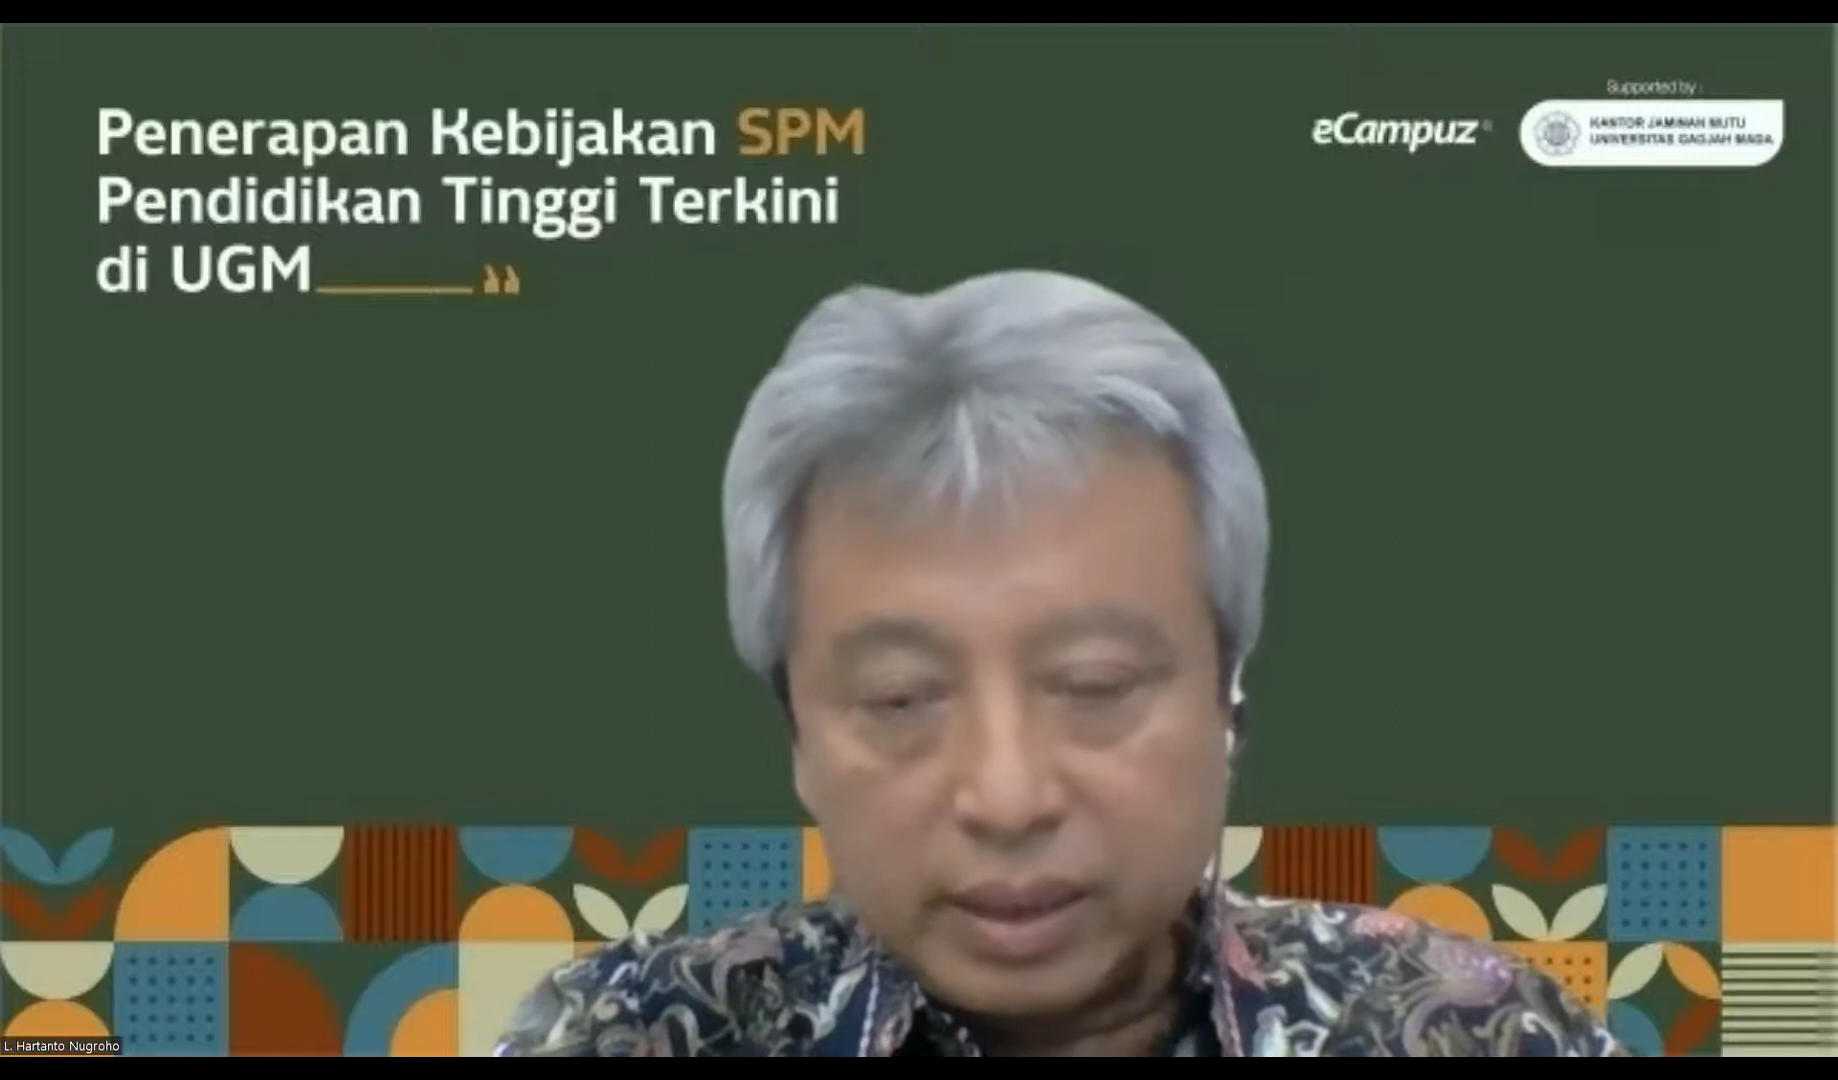 Penerapan Kebijakan SPM
Pendidikan Tinggi Terkini
di UGM
eCampuz
Supported by :
KANTOR JAMINAN MUTU
UNIVERSITAS GADJAH MADA
L. Hartanto Nugroho